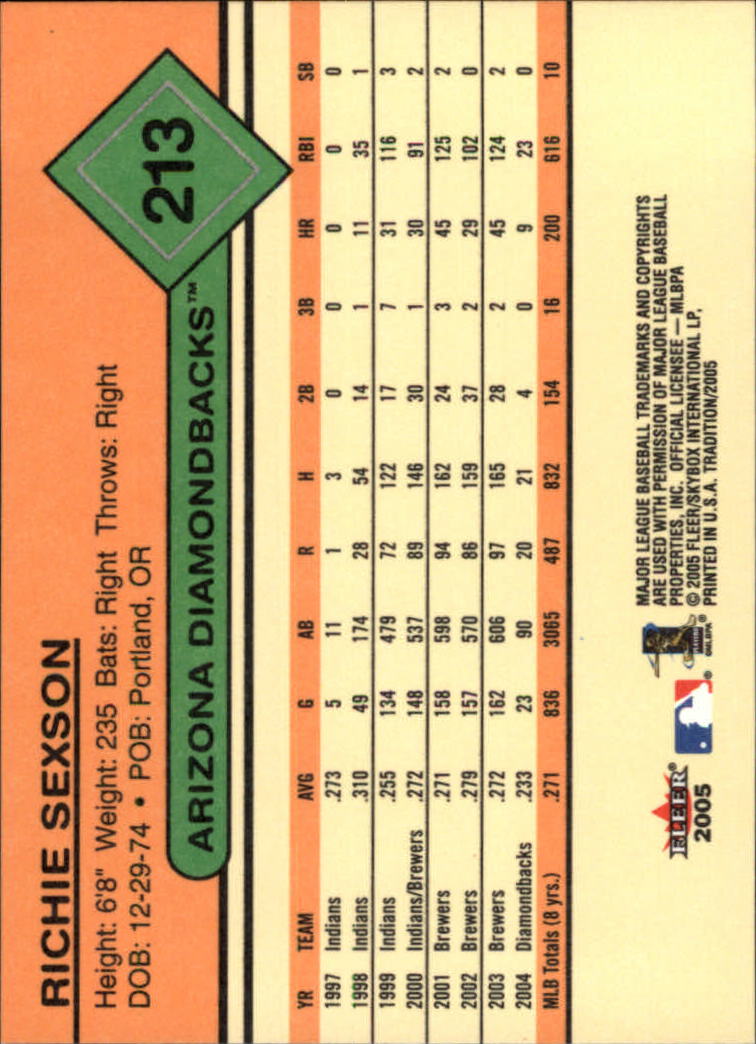 RICHIE SEXSON
Height: 6'8" Weight: 235 Bats: Right Throws: Right
DOB: 12-29-74 • POB: Portland, OR
213
ARIZONA DIAMONDBACKS™
YR TEAM AVG G AB R H 2B 3B HR RBI SB
1997 Indians .273 5 11 1 3 0 0 0 0 0
1998 Indians .310 49 174 28 54 14 1 11 35 1
1999 Indians .255 134 479 72 122 17 7 31 116 3
2000 Indians/Brewers .272 148 537 89 146 30 1 30 91 2
2001 Brewers .271 158 598 94 162 24 3 45 125 2
2002 Brewers .279 157 570 86 159 37 2 29 102 0
2003 Brewers .272 162 606 97 165 28 2 45 124 2
2004 Diamondbacks .233 23 90 20 21 4 0 9 23 0
MLB Totals (8 yrs.) .271 836 3065 487 832 154 16 200 616 10
FLEER®
2005
®
©MLBPA
MAJOR LEAGUE BASEBALL TRADEMARKS AND COPYRIGHTS
ARE USED WITH PERMISSION OF MAJOR LEAGUE BASEBALL
PROPERTIES, INC. OFFICIAL LICENSEE — MLBPA
© 2005 FLEER/SKYBOX INTERNATIONAL LP,
PRINTED IN U.S.A. TRADITION/2005